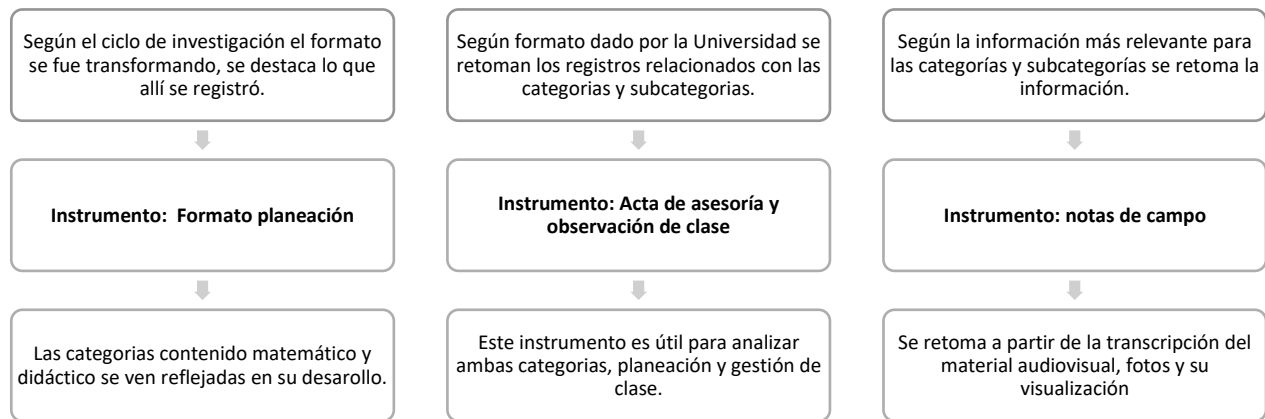 Según el ciclo de investigación el formato
se fue transformando, se destaca lo que
allí se registró.
Instrumento:  Formato planeación
Las categorias contenido matemático y
didáctico se ven reflejadas en su desarollo.
Según formato dado por la Universidad se
retoman los registros relacionados con las
categorias y subcategorias.
Instrumento: Acta de asesoría y
observación de clase
Este instrumento es útil para analizar
ambas categorias, planeación y gestión de
clase.
Según la información más relevante para
las categorías y subcategorías se retoma la
información.
Instrumento: notas de campo
Se retoma a partir de la transcripción del
material audiovisual, fotos y su
visualización